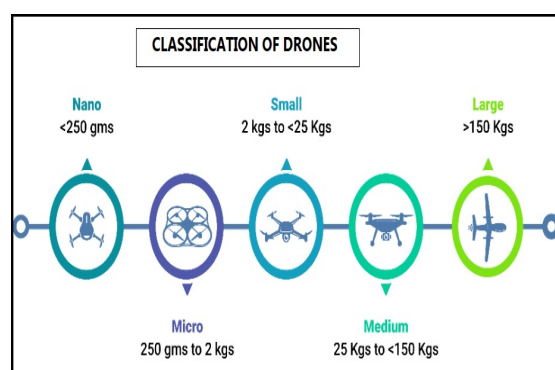 CLASSIFICATION OF DRONES
Nano
<250 gms
Small
2 kgs to <25 Kgs
Large
>150 Kgs
Micro
250 gms to 2 kgs
Medium
25 Kgs to <150 Kgs